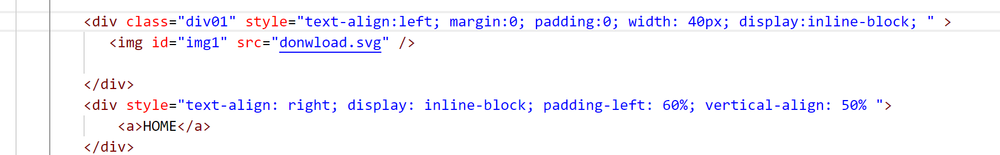 <div class="div01" style="text-align:left; margin:0; padding:0; width: 40px; display:inline-block; " >
<img id="img1" src="donwload.svg" />
</div>
<div style="text-align: right; display: inline-block; padding-left: 60%; vertical-align: 50% ">
<a>HOME</a>
</div>